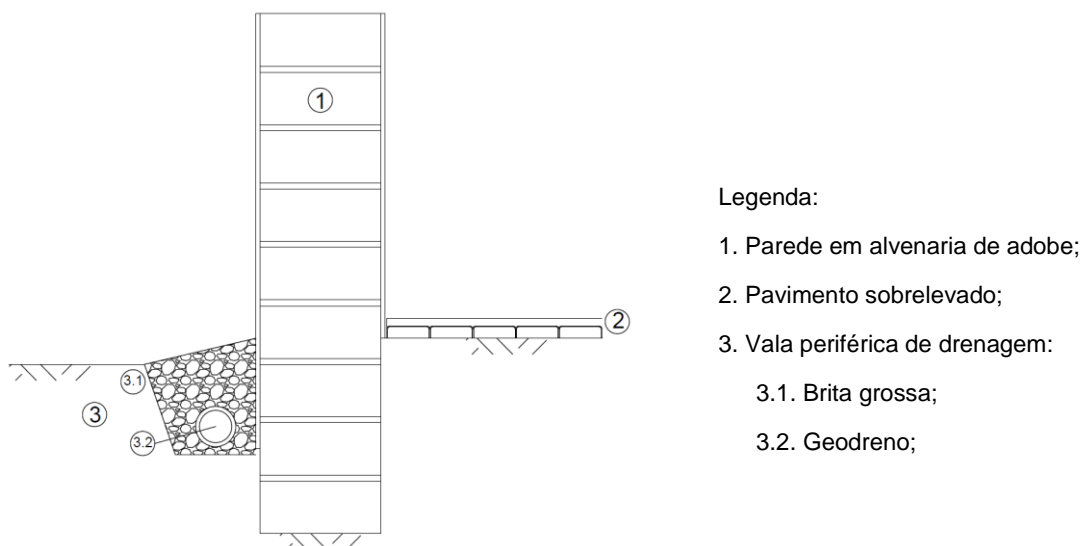 1
2
3.1
3
3.2
Legenda:
1. Parede em alvenaria de adobe;
2. Pavimento sobrelevado;
3. Vala periférica de drenagem:
3.1. Brita grossa;
3.2. Geodreno;